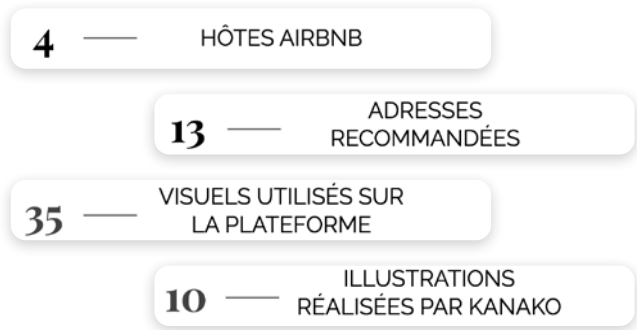 4 — HÔTES AIRBNB
13 — ADRESSES
RECOMMANDÉES
35 — VISUELS UTILISÉS SUR
LA PLATEFORME
10 — ILLUSTRATIONS
RÉALISÉES PAR KANAKO